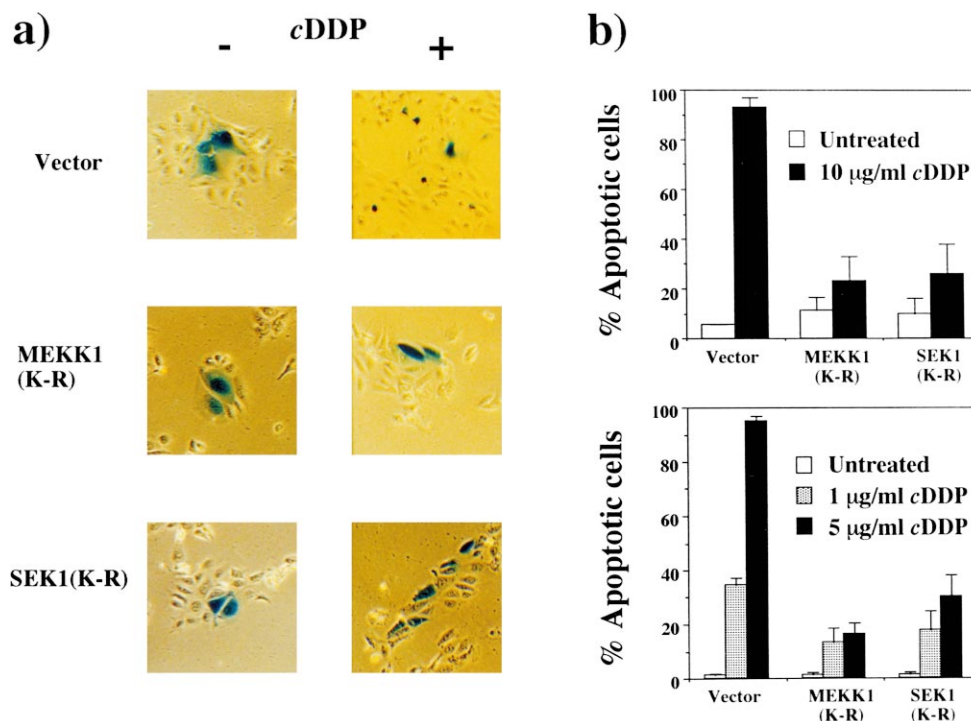 a)
cDDP
-
+
Vector
MEKK1
(K-R)
SEK1(K-R)
b)
% Apoptotic cells
100
80
60
40
20
0
Untreated
10 µg/ml cDDP
Vector
MEKK1
(K-R)
SEK1
(K-R)
% Apoptotic cells
100
80
60
40
20
0
Untreated
1 µg/ml cDDP
5 µg/ml cDDP
Vector
MEKK1
(K-R)
SEK1
(K-R)